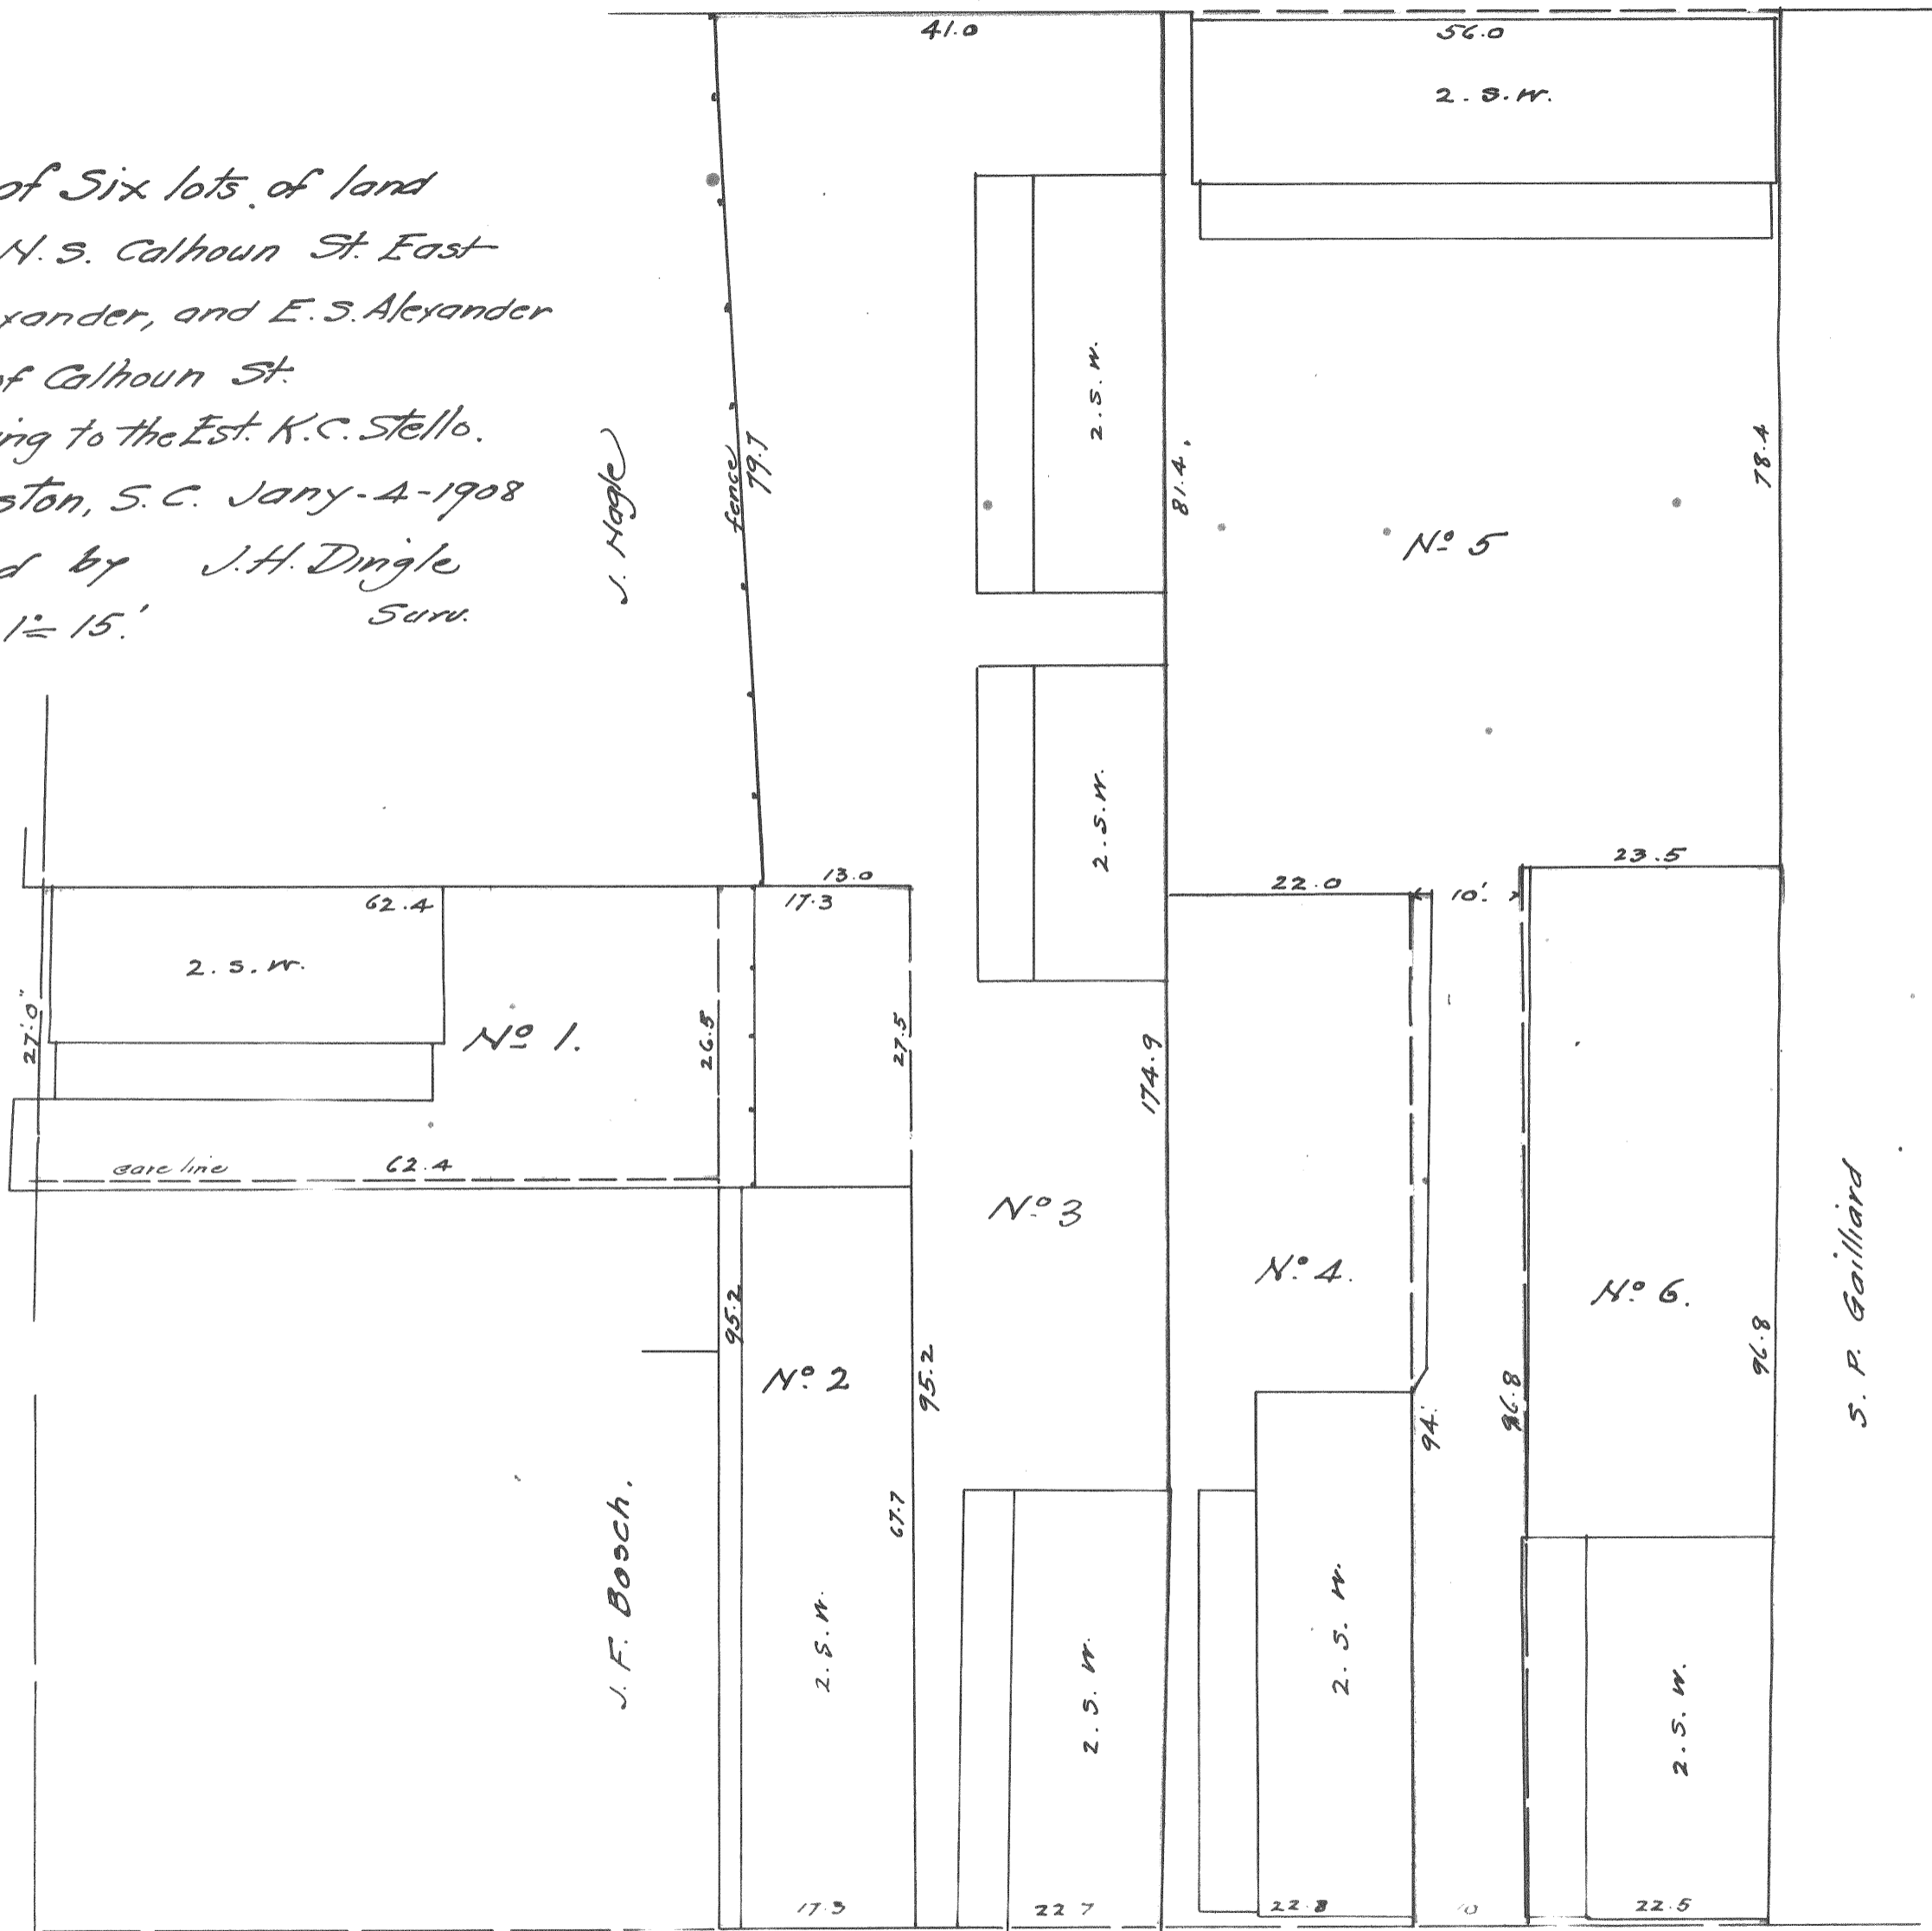 of Six lots of land
N. S. Calhoun St. East
xander, and E. S. Alexander
of Calhoun St.
ing to the Est. K. C. Stello.
ston, S. C. Jany-4-1908
d by J. H. Dingle
Surv.
1"= 15.'
41.0
56.0
2. S. W.
J. Nagle
fence
79.7
2. S. W.
81.4.
78.4
Nº 5
2. S. W.
13.0
17.3
22.0
10'.
23.5
62.4
2. S. W.
27'.0"
Nº 1.
26.5
27.5
174.9
62.4
Nº 3
Nº 4.
Nº 6.
S. P. Gailliard
95.2
Nº 2
95.2
94'.
96.8
96.8
J. F. Bosch.
67.7
2. S. W.
2. S. W.
2. S. W.
2. S. W.
17.3
22 7
22.8
10
22.5